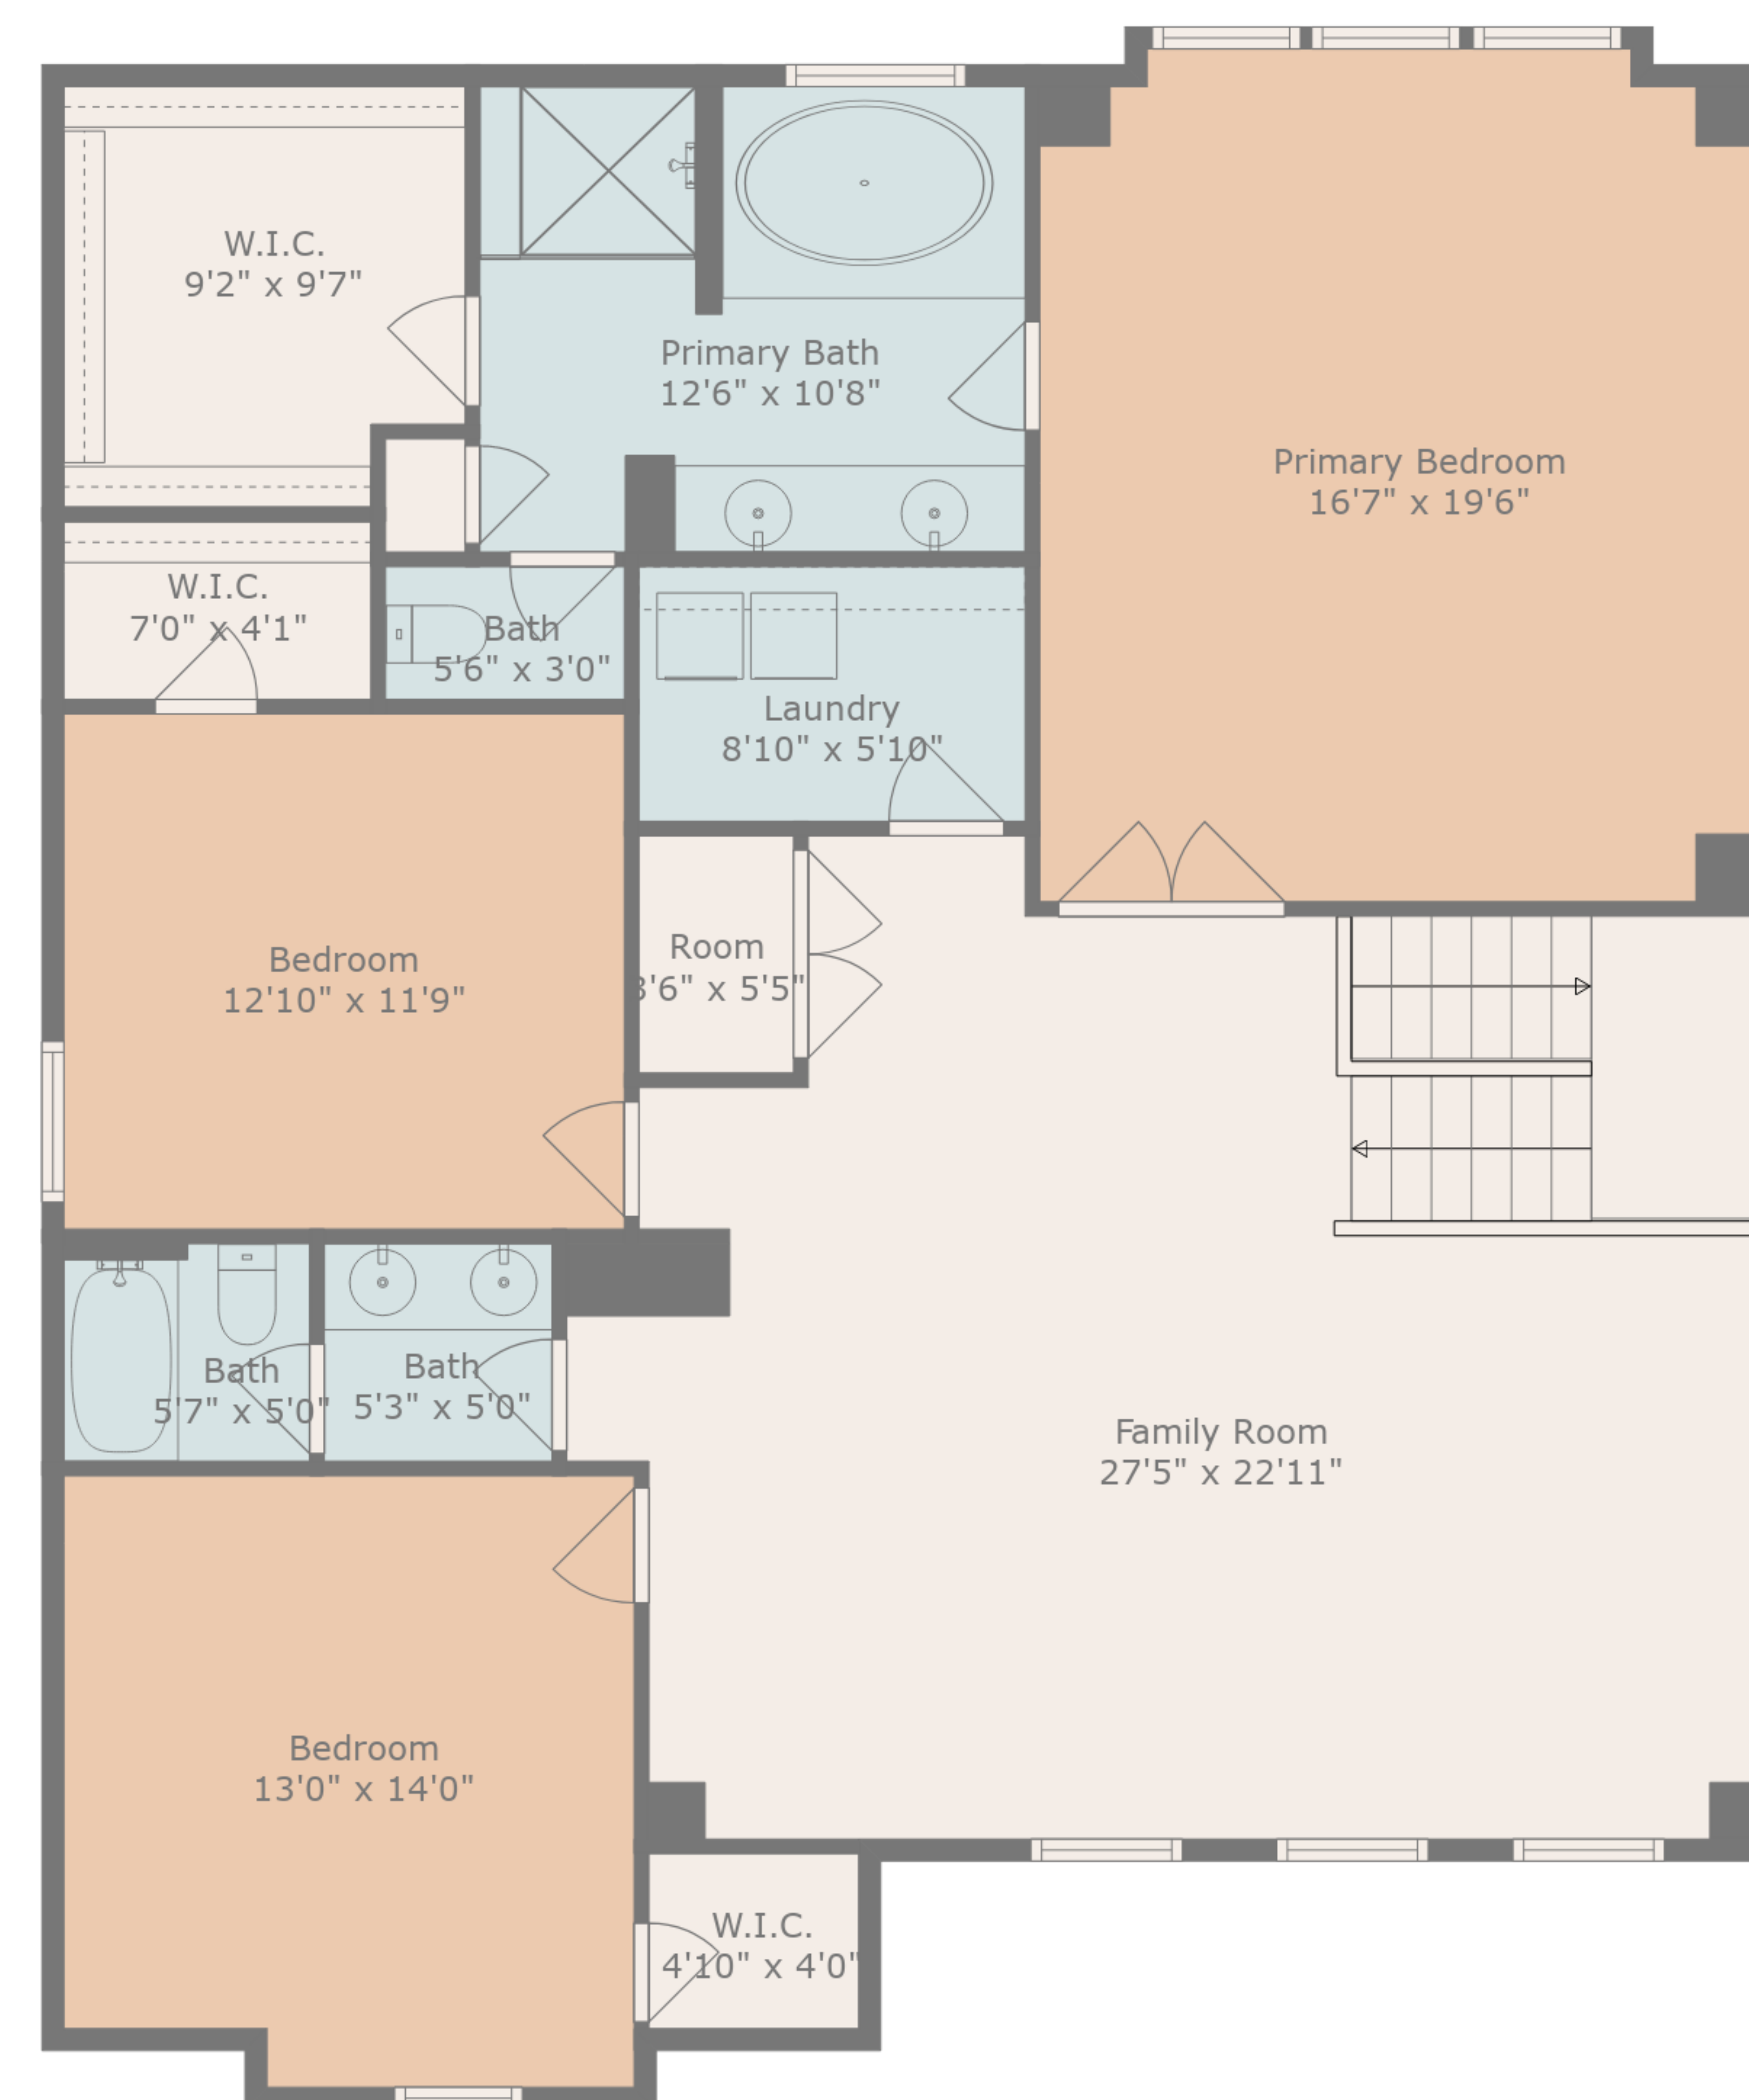 W.I.C.
9'2" x 9'7"
Primary Bath
12'6" x 10'8"
Primary Bedroom
16'7" x 19'6"
W.I.C.
7'0" x 4'1"
Bath
5'6" x 3'0"
Laundry
8'10" x 5'10"
Bedroom
12'10" x 11'9"
Room
3'6" x 5'5"
Bath
5'7" x 5'0"
Bath
5'3" x 5'0"
Family Room
27'5" x 22'11"
Bedroom
13'0" x 14'0"
W.I.C.
4'10" x 4'0"